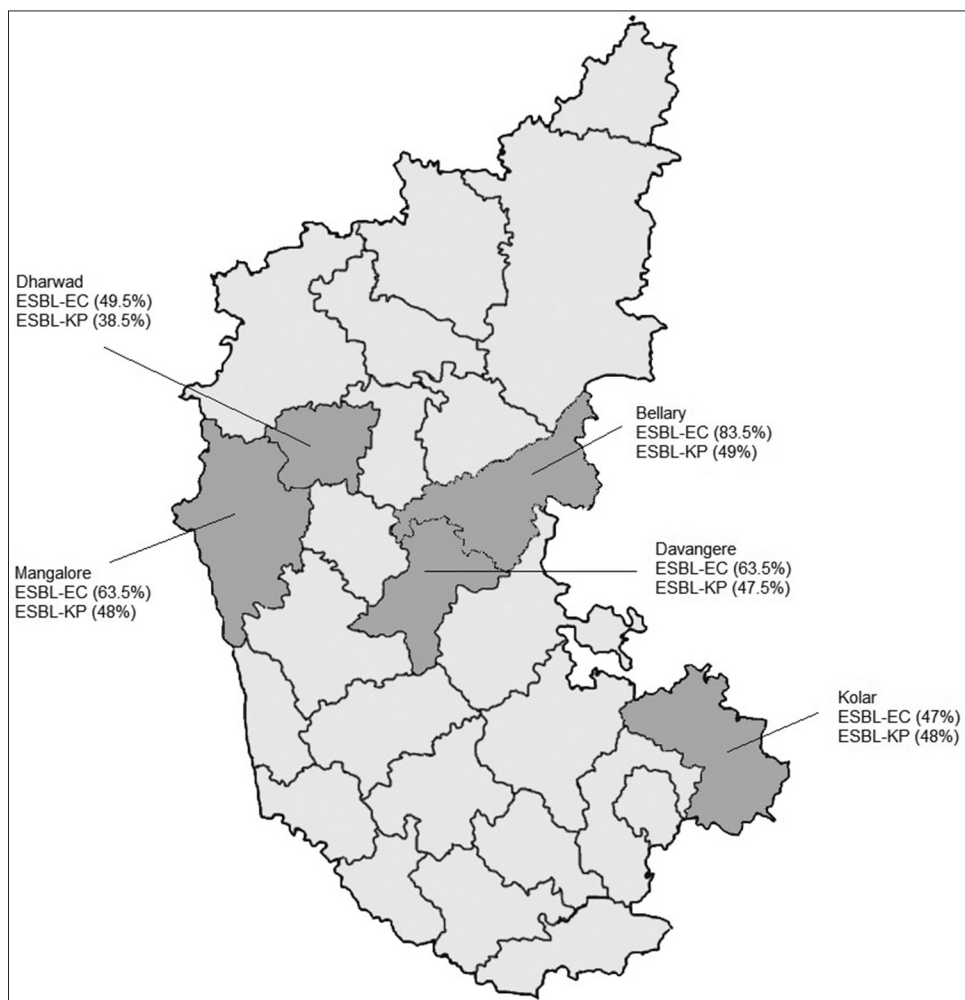 Dharwad
ESBL-EC (49.5%)
ESBL-KP (38.5%)
Bellary
ESBL-EC (83.5%)
ESBL-KP (49%)
Davangere
ESBL-EC (63.5%)
ESBL-KP (47.5%)
Mangalore
ESBL-EC (63.5%)
ESBL-KP (48%)
Kolar
ESBL-EC (47%)
ESBL-KP (48%)